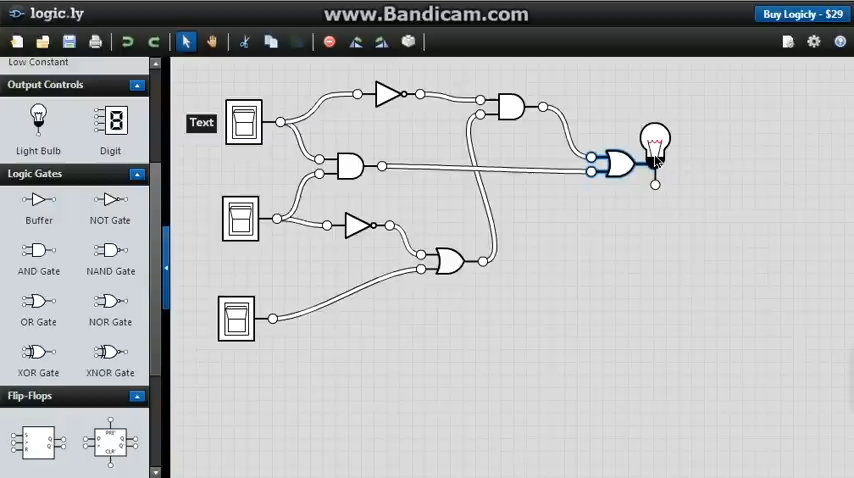 logic.ly
www.Bandicam.com
Buy Logicly - $29
Low Constant
Output Controls
Light Bulb
Digit
Logic Gates
Buffer
NOT Gate
AND Gate
NAND Gate
OR Gate
NOR Gate
XOR Gate
XNOR Gate
Flip-Flops
Text